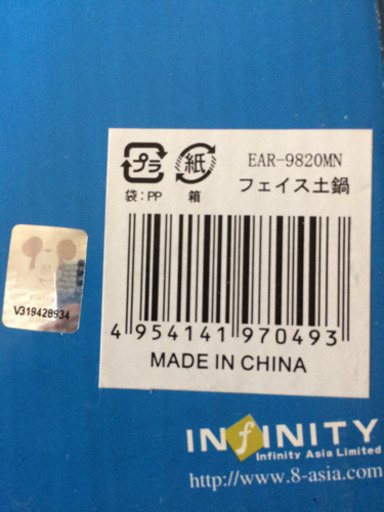 プラ
紙
EAR-9820MN
袋:PP
箱
フェイス土鍋
4 954141 970493
MADE IN CHINA
V319428934
INfINITY
Infinity Asia Limited
http://www.8-asia.com